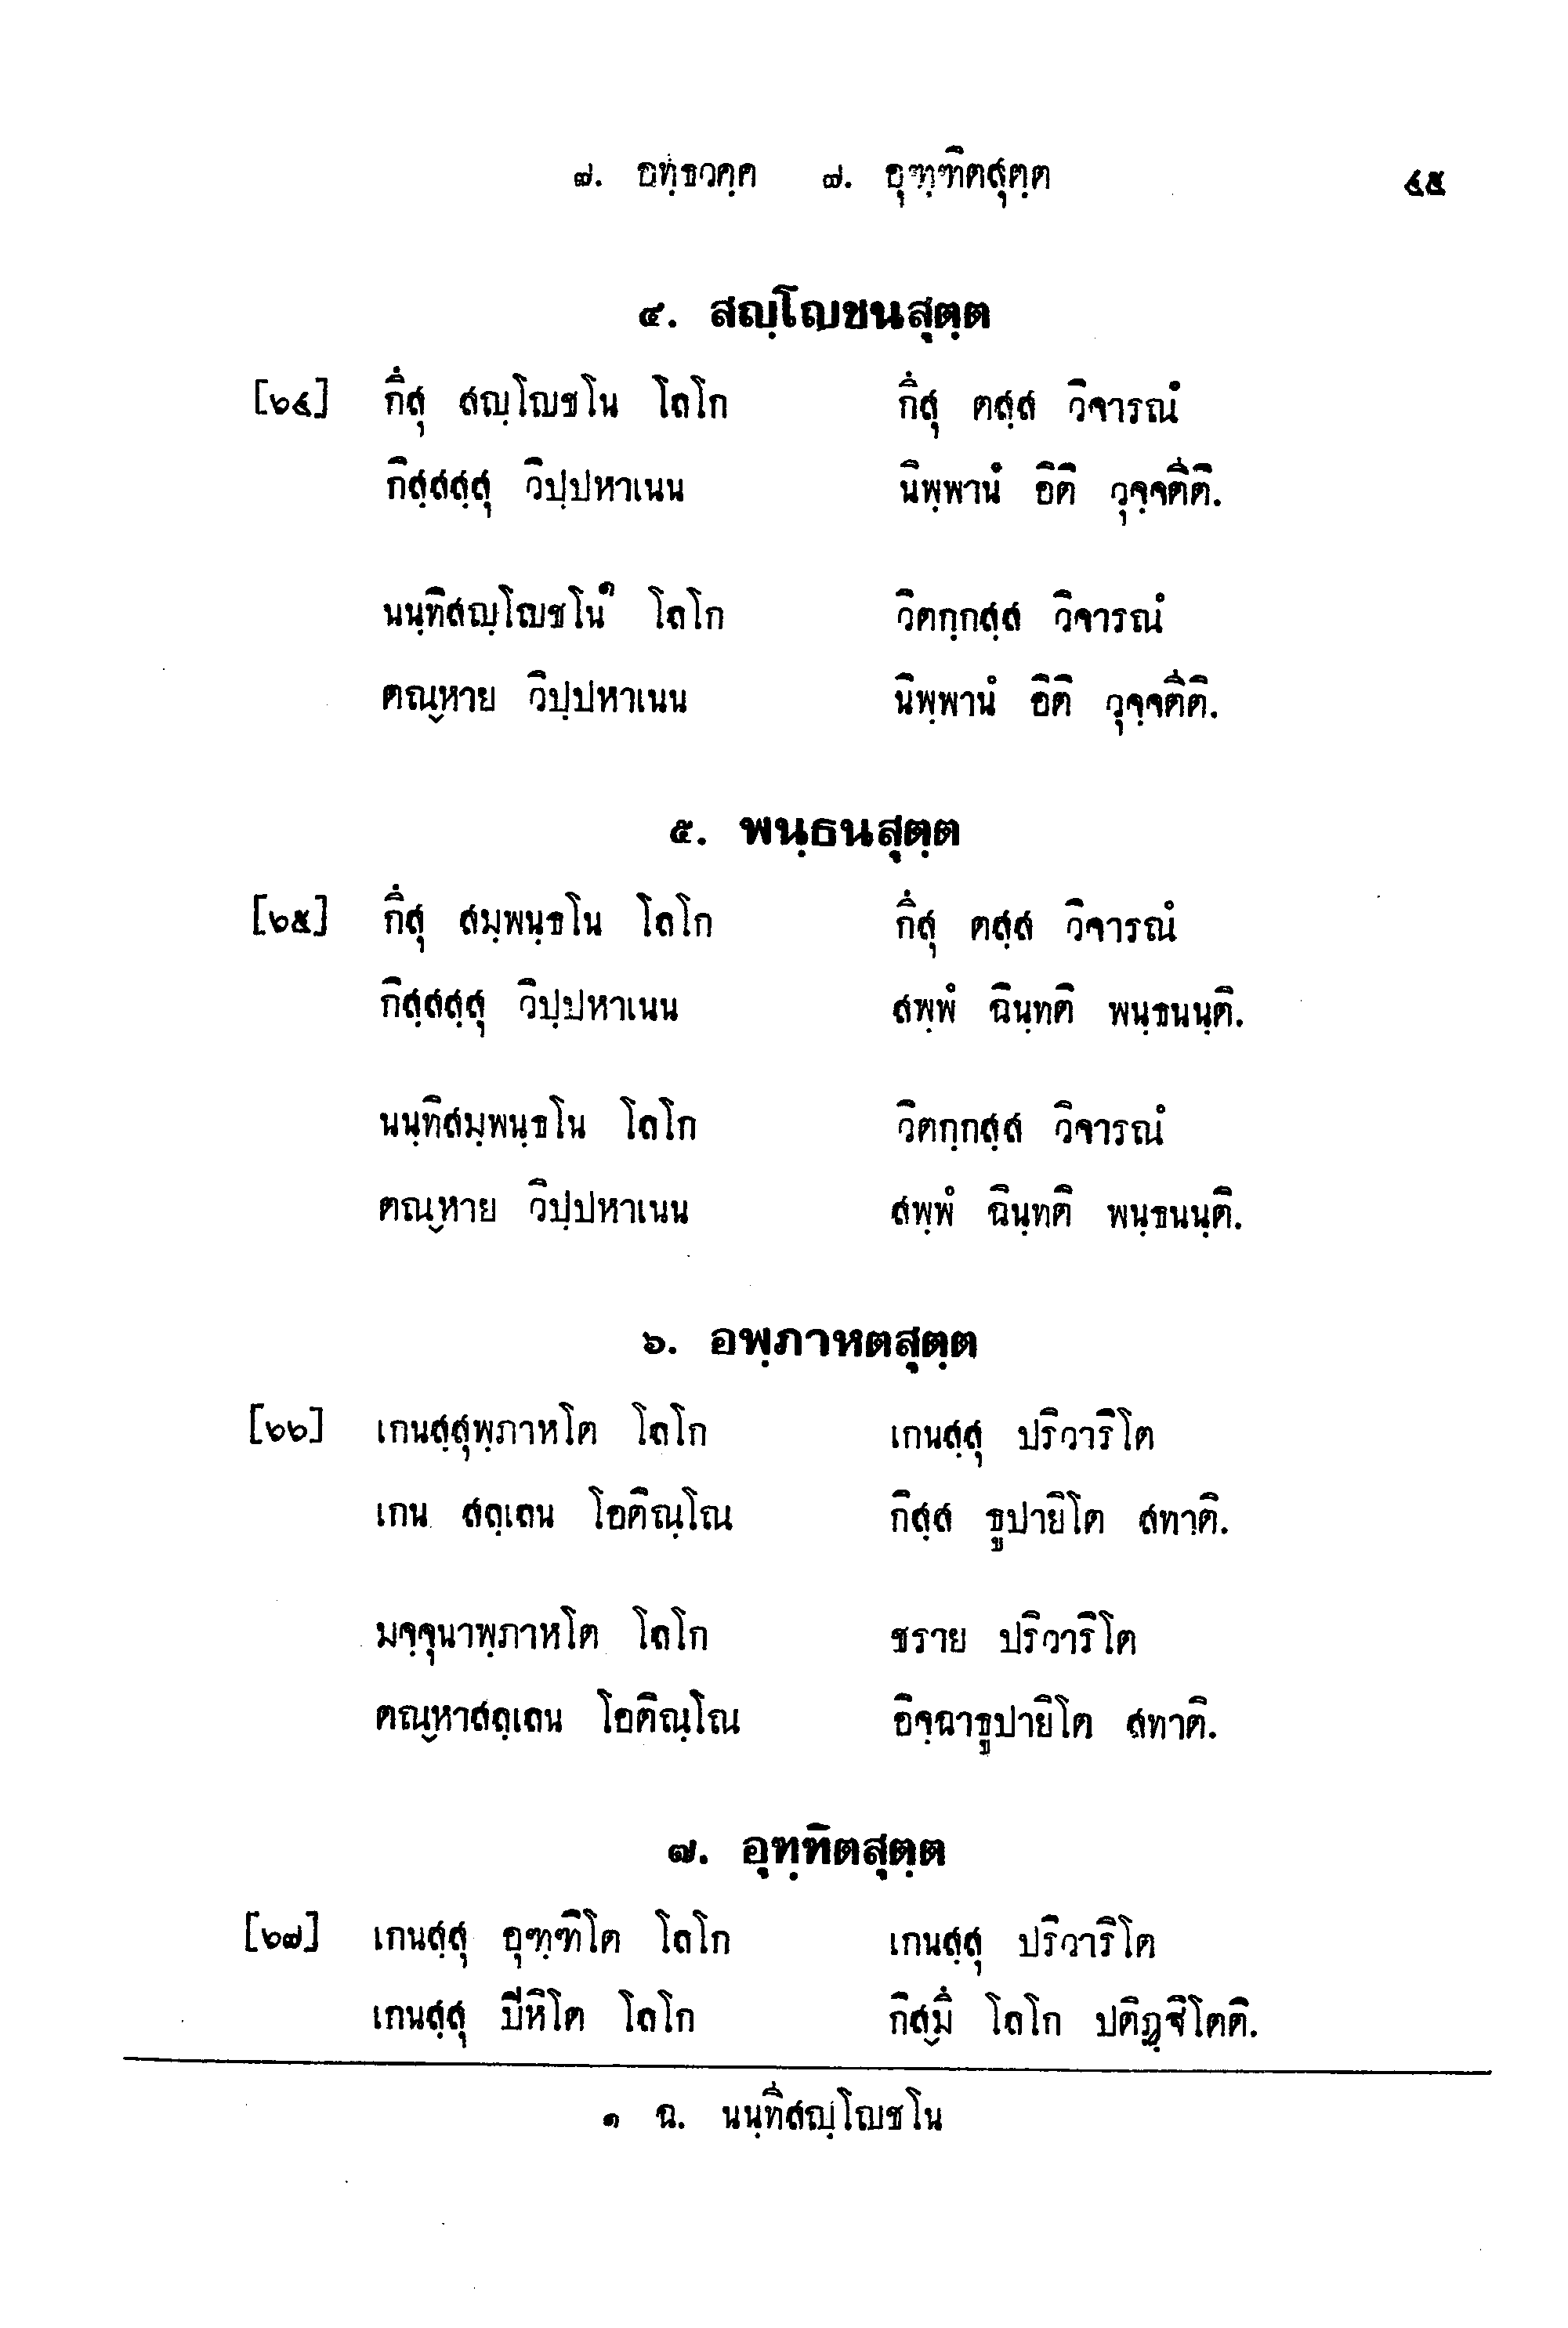 ๗. อทฺธวคฺค ๗. อุฑฺฑิตสุตฺต ๔๕
๔. สญฺโญชนสุตฺต
[๖๔] กึสุ สญฺโญชโน โลโก กึสุ ตสฺส วิจารณํ
กิสฺสสฺสุ วิปฺปหาเนน นิพฺพานํ อิติ วุจฺจตีติ.
นนฺทิสญฺโญชโน๑ โลโก วิตกฺกสฺส วิจารณํ
ตณฺหาย วิปฺปหาเนน นิพฺพานํ อิติ วุจฺจตีติ.
๕. พนฺธนสุตฺต
[๖๕] กึสุ สมฺพนฺธโน โลโก กึสุ ตสฺส วิจารณํ
กิสฺสสฺสุ วิปฺปหาเนน สพฺพํ ฉินฺทติ พนฺธนนฺติ.
นนฺทิสมฺพนฺธโน โลโก วิตกฺกสฺส วิจารณํ
ตณฺหาย วิปฺปหาเนน สพฺพํ ฉินฺทติ พนฺธนนฺติ.
๖. อพฺภาหตสุตฺต
[๖๖] เกนสฺสุพฺภาหโต โลโก เกนสฺสุ ปริวาริโต
เกน สลฺเลน โอติณฺโณ กิสฺส ธูปายิโต สทาติ.
มจฺจุนาพฺภาหโต โลโก ชราย ปริวาริโต
ตณฺหาสลฺเลน โอติณฺโณ อิจฺฉาธูปายิโต สทาติ.
๗. อุทฺทิตสุตฺต
[๖๗] เกนสฺสุ อุฑฺฑิโต โลโก เกนสฺสุ ปริวาริโต
เกนสฺสุ ปิหิโต โลโก กิสฺมึ โลโก ปติฏฺฐิโตติ.
๑ ฉ. นนฺทีสญฺโญชโน